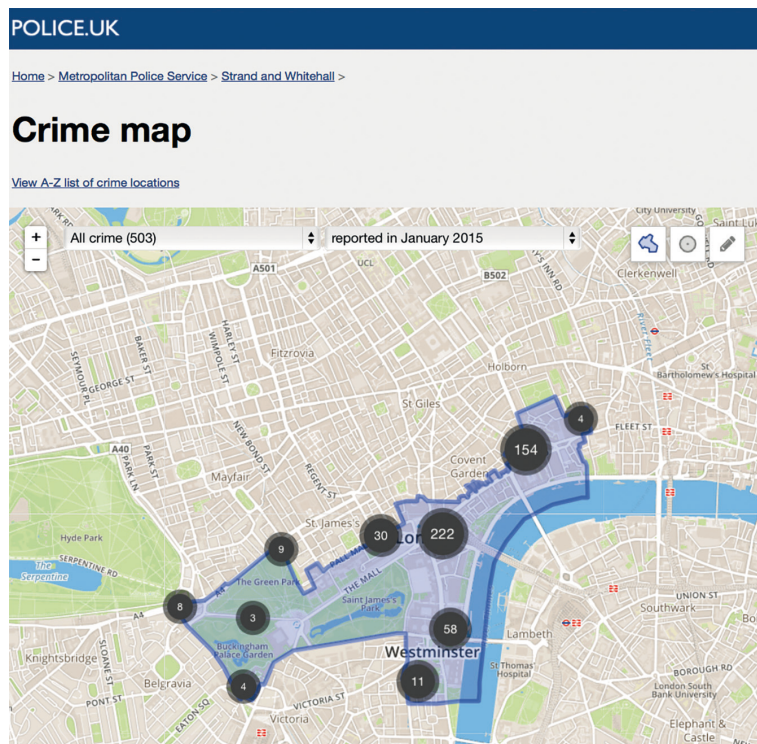 POLICE.UK
Home > Metropolitan Police Service > Strand and Whitehall >
Crime map
View A-Z list of crime locations
City University
+
All crime (503)
reported in January 2015
−
A501
UCL
B502
Clerkenwell
River Fleet
HARLEY ST
WIMPOLE ST
BAKER ST
Fitzrovia
SEYMOUR PL
GEORGE ST
Holborn
St Bartholomew's Hospital
St Giles
4
FLEET ST
NEW BOND ST
A40
PARK ST
PARK LN
154
Covent Garden
REGENT ST
Mayfair
St. James's
30
222
Hyde Park
9
PALL MA
Lon
The Serpentine
SERPENTINE RD
A4
The Green Park
THE MALL
UNION ST
8
Saint James's Park
Southwark
A4
3
58
Lambeth
Knightsbridge
SLOANE ST
Buckingham Palace Garden
Westminster
St Thomas' Hospital
BOROUGH RD
Belgravia
4
11
London South Bank University
PONT ST
EATON SQ
VICTORIA ST
Victoria
Elephant & Castle